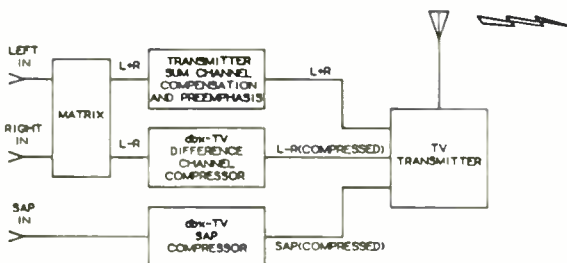 LEFT
IN
L+R
TRANSMITTER
SUM CHANNEL
COMPENSATION
AND PREEMPHASIS
L+R
MATRIX
RIGHT
IN
L-R
dbx-TV
DIFFERENCE
CHANNEL
COMPRESSOR
L-R(COMPRESSED)
TV
TRANSMITTER
SAP
IN
dbx-TV
SAP
COMPRESSOR
SAP(COMPRESSED)